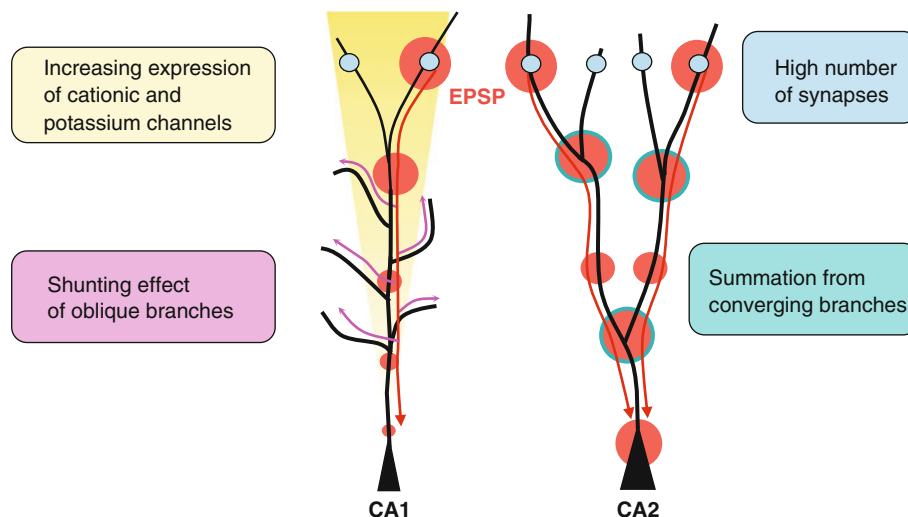 Increasing expression
of cationic and
potassium channels
EPSP
High number
of synapses
Shunting effect
of oblique branches
Summation from
converging branches
CA1
CA2